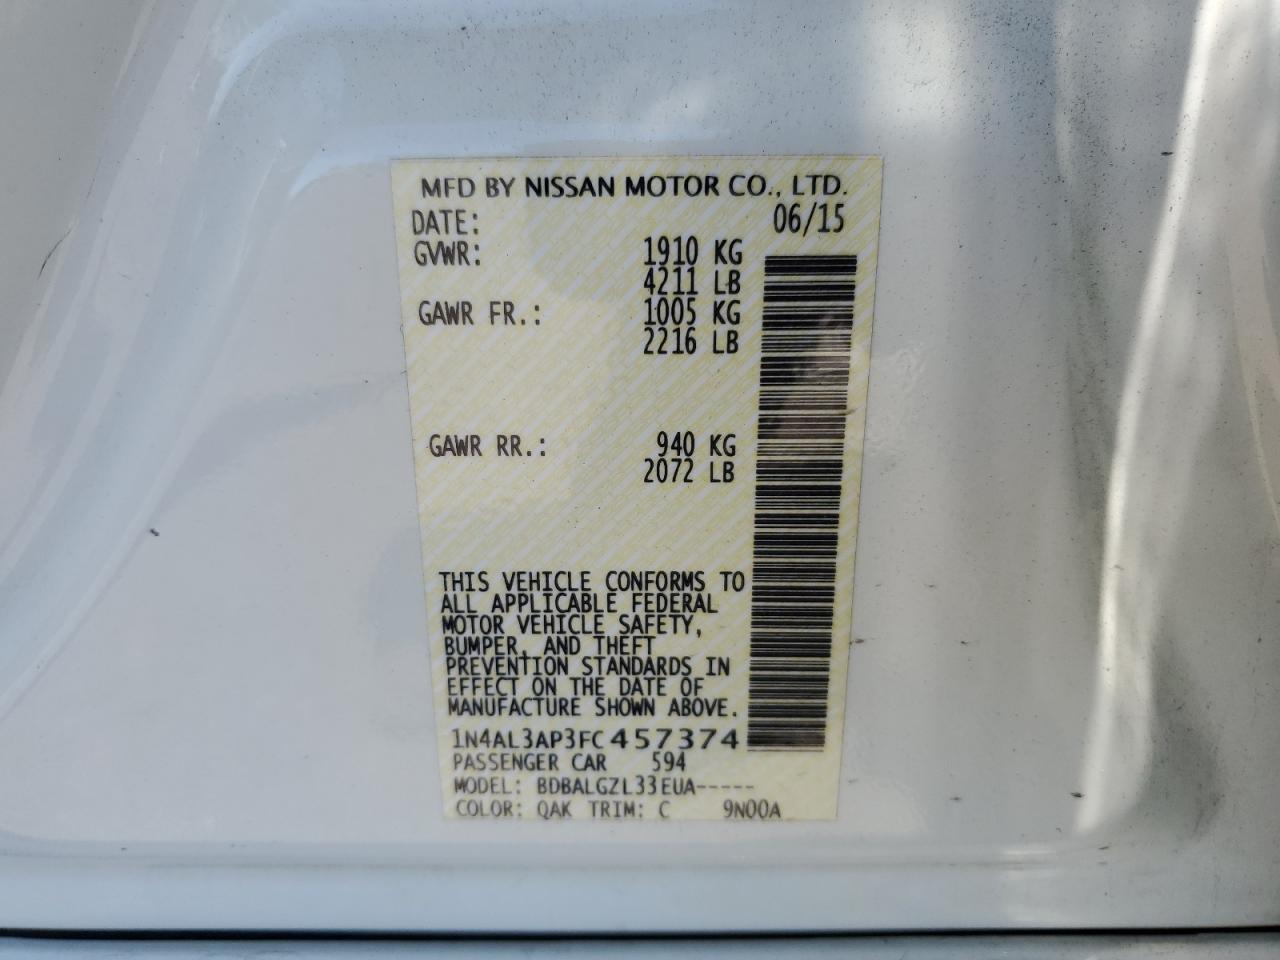 MFD BY NISSAN MOTOR CO., LTD.
DATE: 06/15
GVWR: 1910 KG
4211 LB
GAWR FR.: 1005 KG
2216 LB
GAWR RR.: 940 KG
2072 LB
THIS VEHICLE CONFORMS TO
ALL APPLICABLE FEDERAL
MOTOR VEHICLE SAFETY,
BUMPER, AND THEFT
PREVENTION STANDARDS IN
EFFECT ON THE DATE OF
MANUFACTURE SHOWN ABOVE.
1N4AL3AP3FC457374
PASSENGER CAR 594
MODEL: BDBALGZL33EUA-----
COLOR: QAK TRIM: C 9N00A